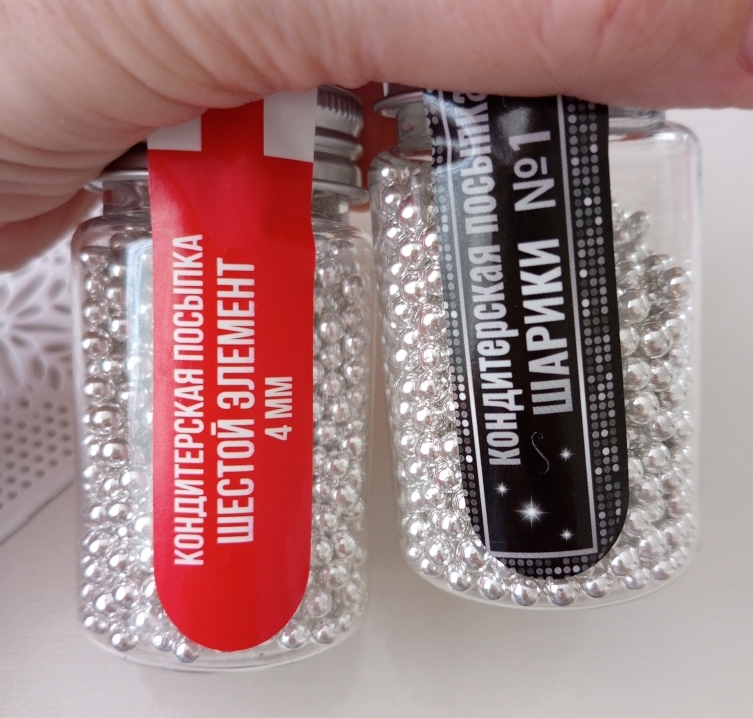 КОНДИТЕРСКАЯ ПОСЫПКА
ШЕСТОЙ ЭЛЕМЕНТ
4 ММ
кондитерская посыпка
ШАРИКИ №1